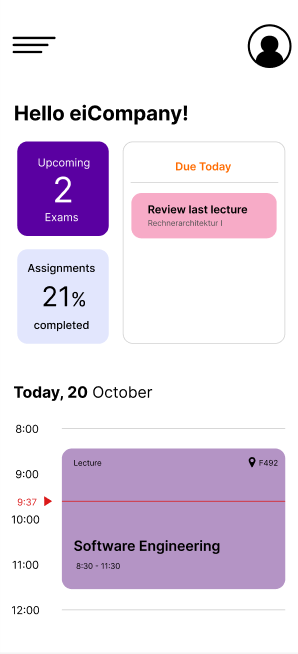 Hello eiCompany!
Upcoming
2
Exams
Due Today
Review last lecture
Rechnerarchitektur I
Assignments
21%
completed
Today, 20 October
8:00
Lecture
F492
9:00
9:37
10:00
Software Engineering
11:00
8:30 - 11:30
12:00